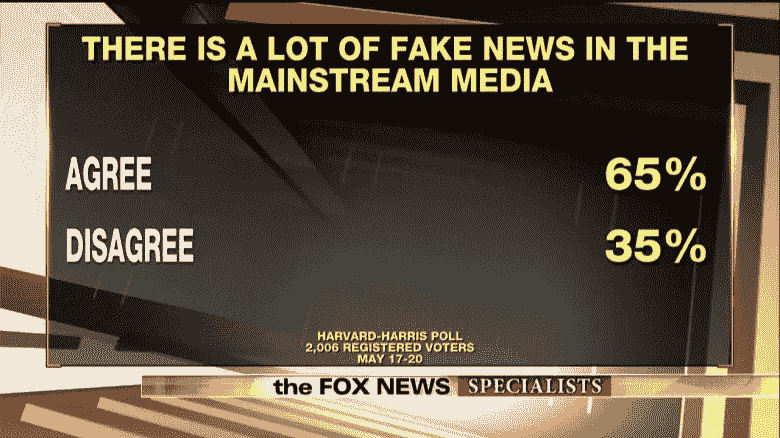 THERE IS A LOT OF FAKE NEWS IN THE
MAINSTREAM MEDIA
AGREE 65%
DISAGREE 35%
HARVARD-HARRIS POLL
2,006 REGISTERED VOTERS
MAY 17-20
the FOX NEWS SPECIALISTS